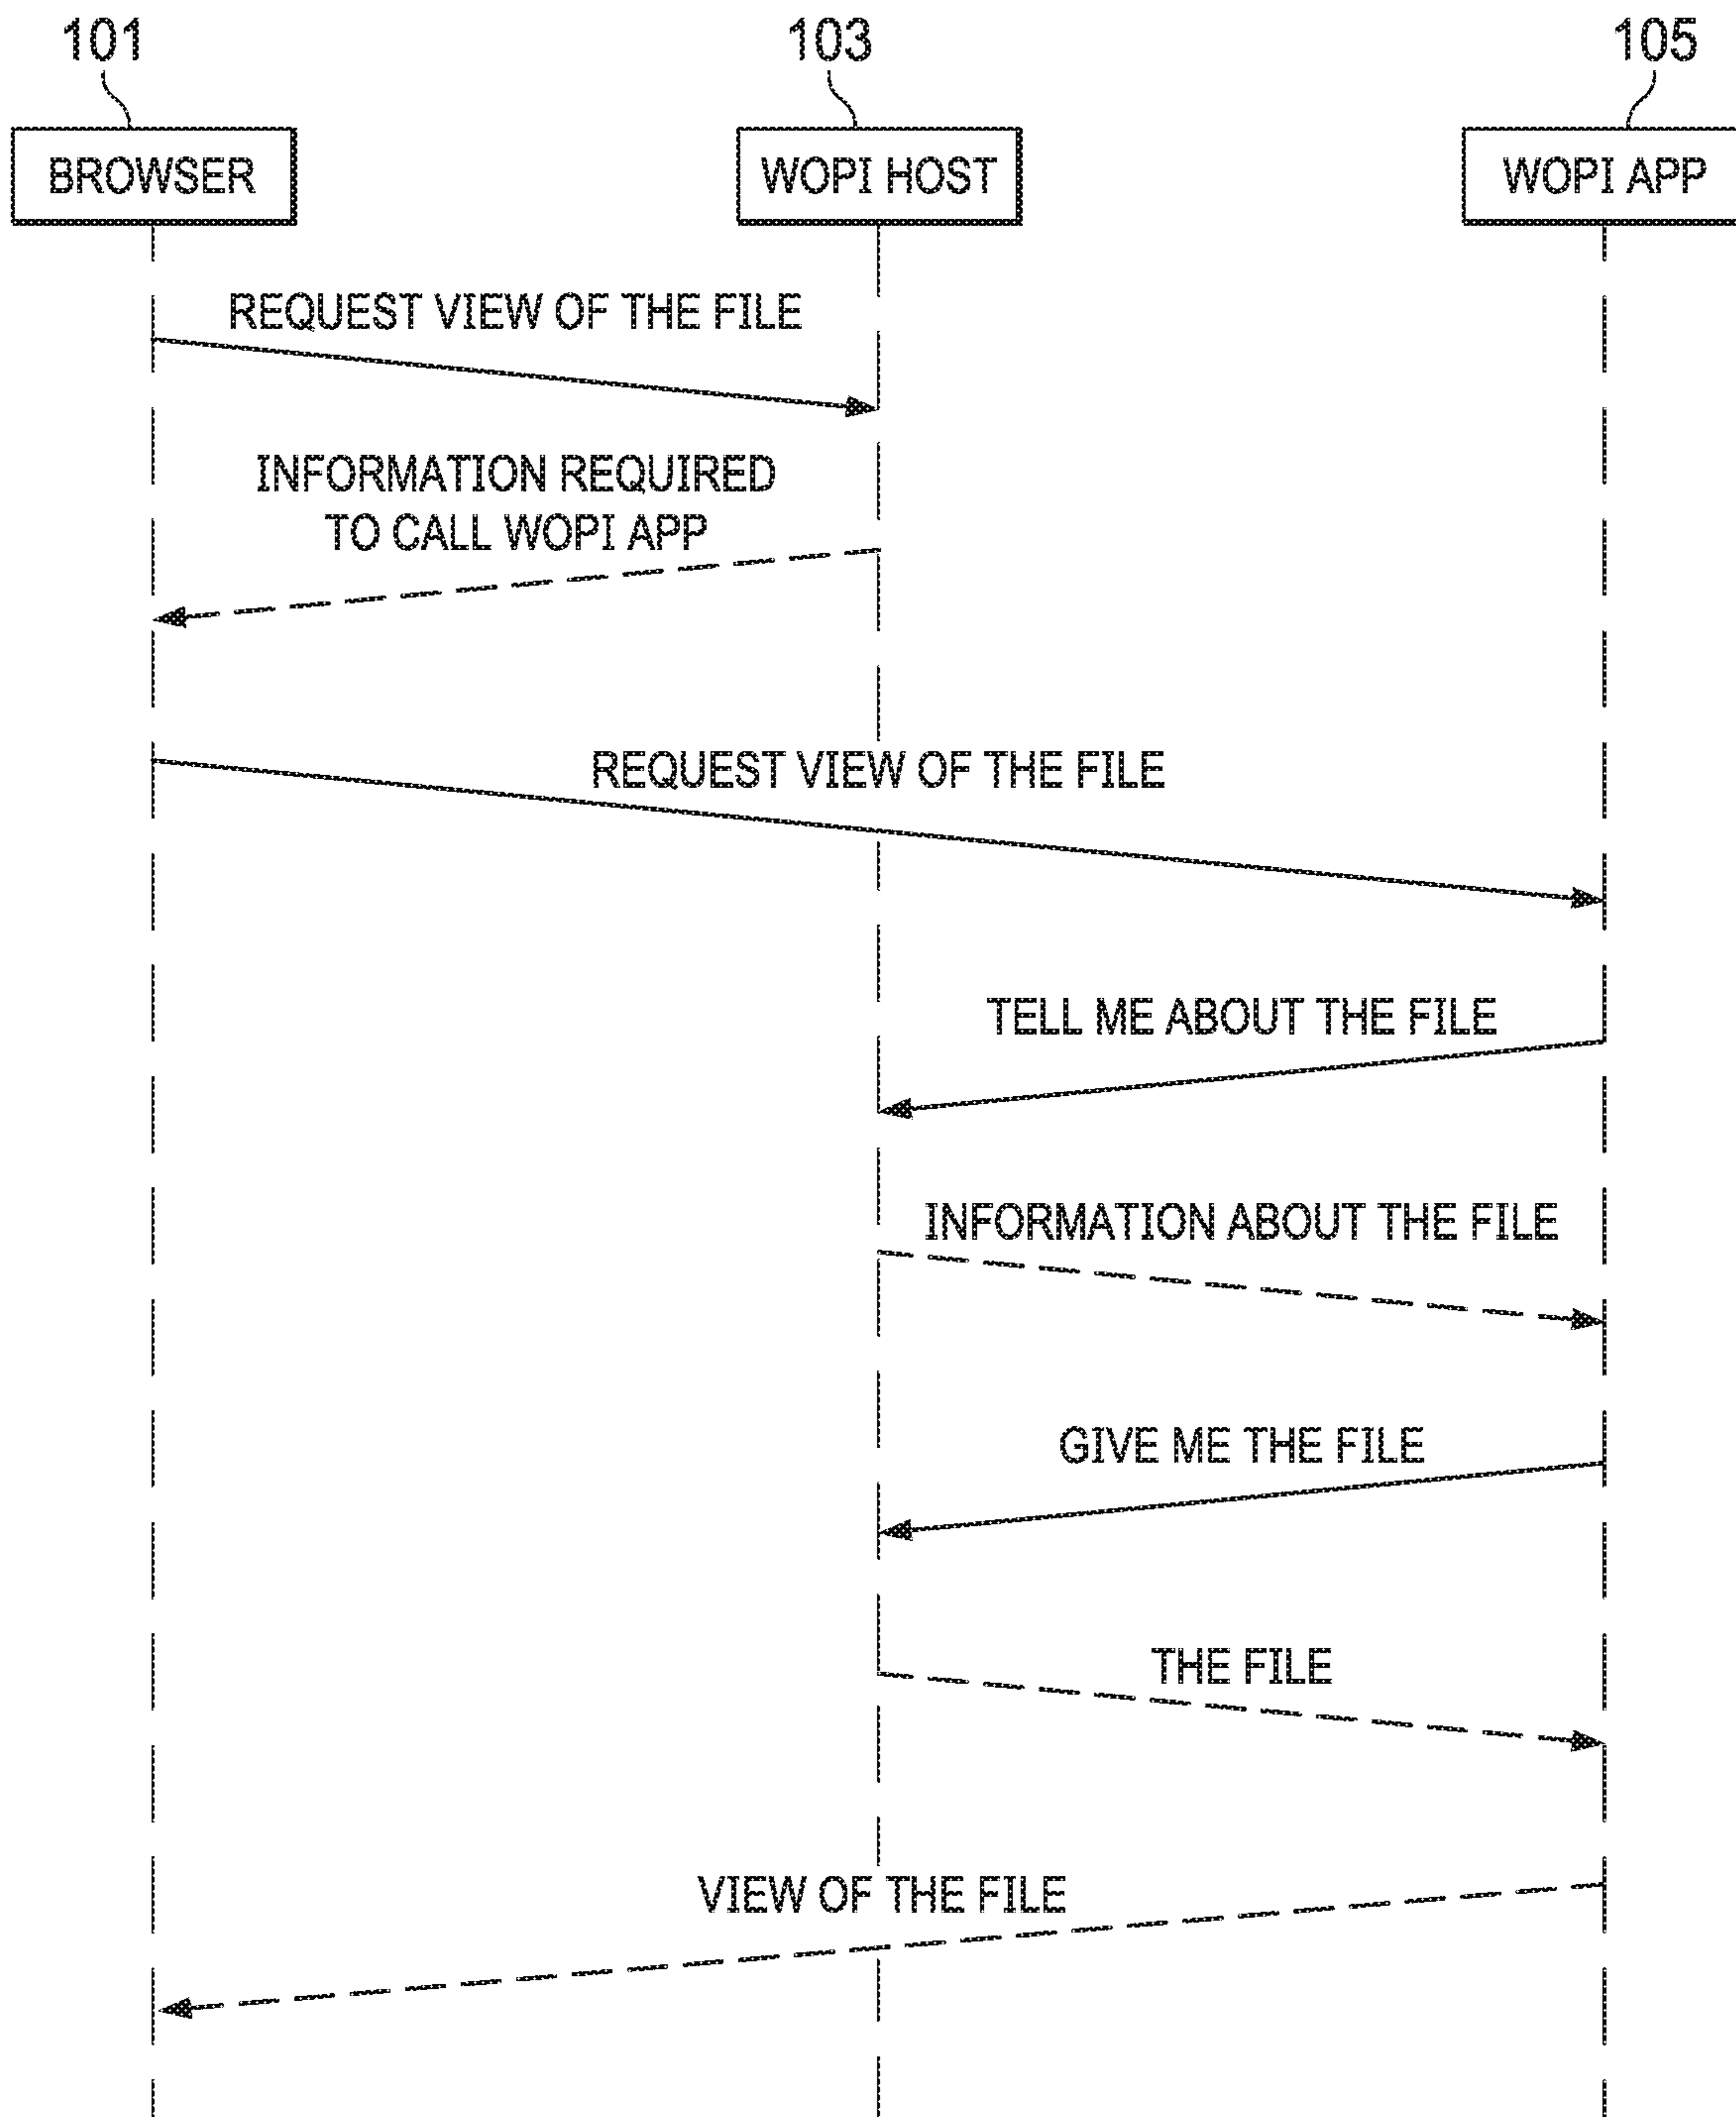 101
103
105
BROWSER
WOPI HOST
WOPI APP
REQUEST VIEW OF THE FILE
INFORMATION REQUIRED
TO CALL WOPI APP
REQUEST VIEW OF THE FILE
TELL ME ABOUT THE FILE
INFORMATION ABOUT THE FILE
GIVE ME THE FILE
THE FILE
VIEW OF THE FILE